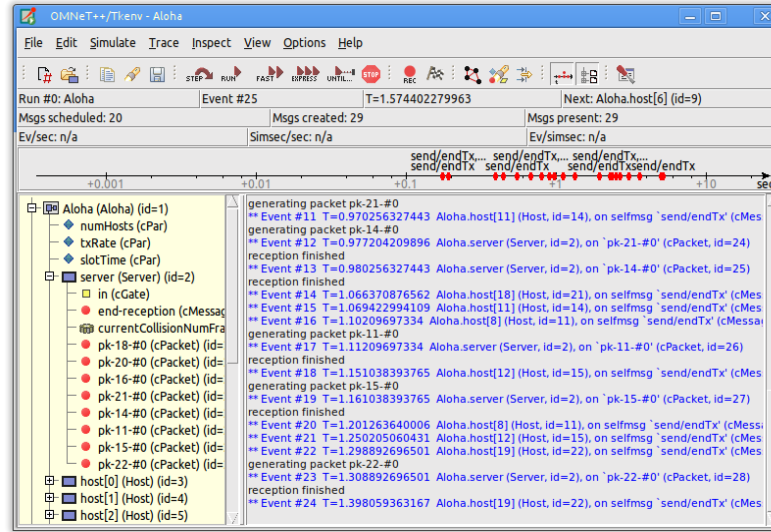 OMNeT++/Tkenv - Aloha
File Edit Simulate Trace Inspect View Options Help
STEP RUN FAST EXPRESS UNTIL... STOP REC
Run #0: Aloha Event #25 T=1.574402279963 Next: Aloha.host[6] (id=9)
Msgs scheduled: 20 Msgs created: 29 Msgs present: 29
Ev/sec: n/a Simsec/sec: n/a Ev/simsec: n/a
send/endTx,... send/endTx,... send/endTx,...
send/endTx send/endTx send/endTxsend/endTx
+0.001 +0.01 +0.1 +1 +10 sec
Aloha (Aloha) (id=1)
numHosts (cPar)
txRate (cPar)
slotTime (cPar)
server (Server) (id=2)
in (cGate)
end-reception (cMessag
currentCollisionNumFra
pk-18-#0 (cPacket) (id=
pk-20-#0 (cPacket) (id=
pk-16-#0 (cPacket) (id=
pk-21-#0 (cPacket) (id=
pk-14-#0 (cPacket) (id=
pk-11-#0 (cPacket) (id=
pk-15-#0 (cPacket) (id=
pk-22-#0 (cPacket) (id=
host[0] (Host) (id=3)
host[1] (Host) (id=4)
host[2] (Host) (id=5)
generating packet pk-21-#0
** Event #11 T=0.970256327443 Aloha.host[11] (Host, id=14), on selfmsg `send/endTx' (cMes
generating packet pk-14-#0
** Event #12 T=0.977204209896 Aloha.server (Server, id=2), on `pk-21-#0' (cPacket, id=24)
reception finished
** Event #13 T=0.980256327443 Aloha.server (Server, id=2), on `pk-14-#0' (cPacket, id=25)
reception finished
** Event #14 T=1.066370876562 Aloha.host[18] (Host, id=21), on selfmsg `send/endTx' (cMes
** Event #15 T=1.069422994109 Aloha.host[11] (Host, id=14), on selfmsg `send/endTx' (cMes
** Event #16 T=1.10209697334 Aloha.host[8] (Host, id=11), on selfmsg `send/endTx' (cMessag
generating packet pk-11-#0
** Event #17 T=1.11209697334 Aloha.server (Server, id=2), on `pk-11-#0' (cPacket, id=26)
reception finished
** Event #18 T=1.151038393765 Aloha.host[12] (Host, id=15), on selfmsg `send/endTx' (cMes
generating packet pk-15-#0
** Event #19 T=1.161038393765 Aloha.server (Server, id=2), on `pk-15-#0' (cPacket, id=27)
reception finished
** Event #20 T=1.201263640006 Aloha.host[8] (Host, id=11), on selfmsg `send/endTx' (cMessa
** Event #21 T=1.250205060431 Aloha.host[12] (Host, id=15), on selfmsg `send/endTx' (cMes
** Event #22 T=1.298892696501 Aloha.host[19] (Host, id=22), on selfmsg `send/endTx' (cMes
generating packet pk-22-#0
** Event #23 T=1.308892696501 Aloha.server (Server, id=2), on `pk-22-#0' (cPacket, id=28)
reception finished
** Event #24 T=1.398059363167 Aloha.host[19] (Host, id=22), on selfmsg `send/endTx' (cMes